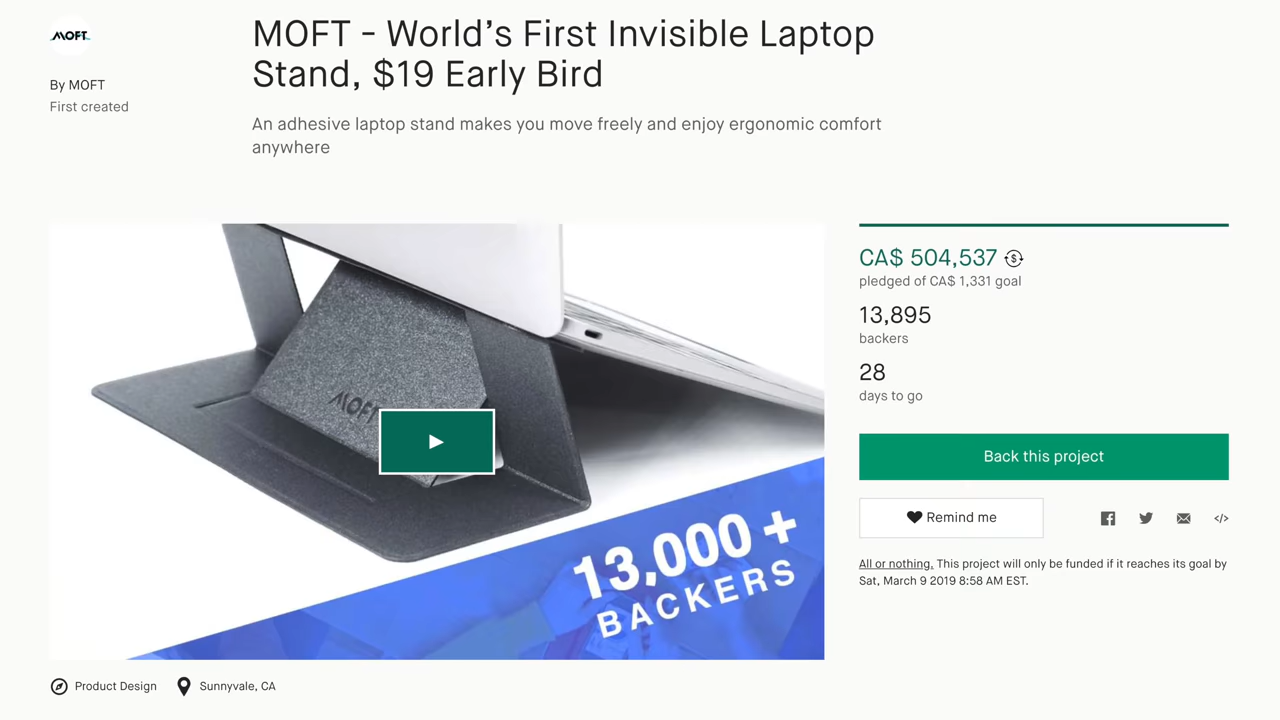 MOFT
By MOFT
First created
MOFT - World's First Invisible Laptop
Stand, $19 Early Bird
An adhesive laptop stand makes you move freely and enjoy ergonomic comfort
anywhere
MOFT
13,000 +
BACKERS
CA$ 504,537
pledged of CA$ 1,331 goal
13,895
backers
28
days to go
Back this project
Remind me
All or nothing. This project will only be funded if it reaches its goal by
Sat, March 9 2019 8:58 AM EST.
Product Design
Sunnyvale, CA